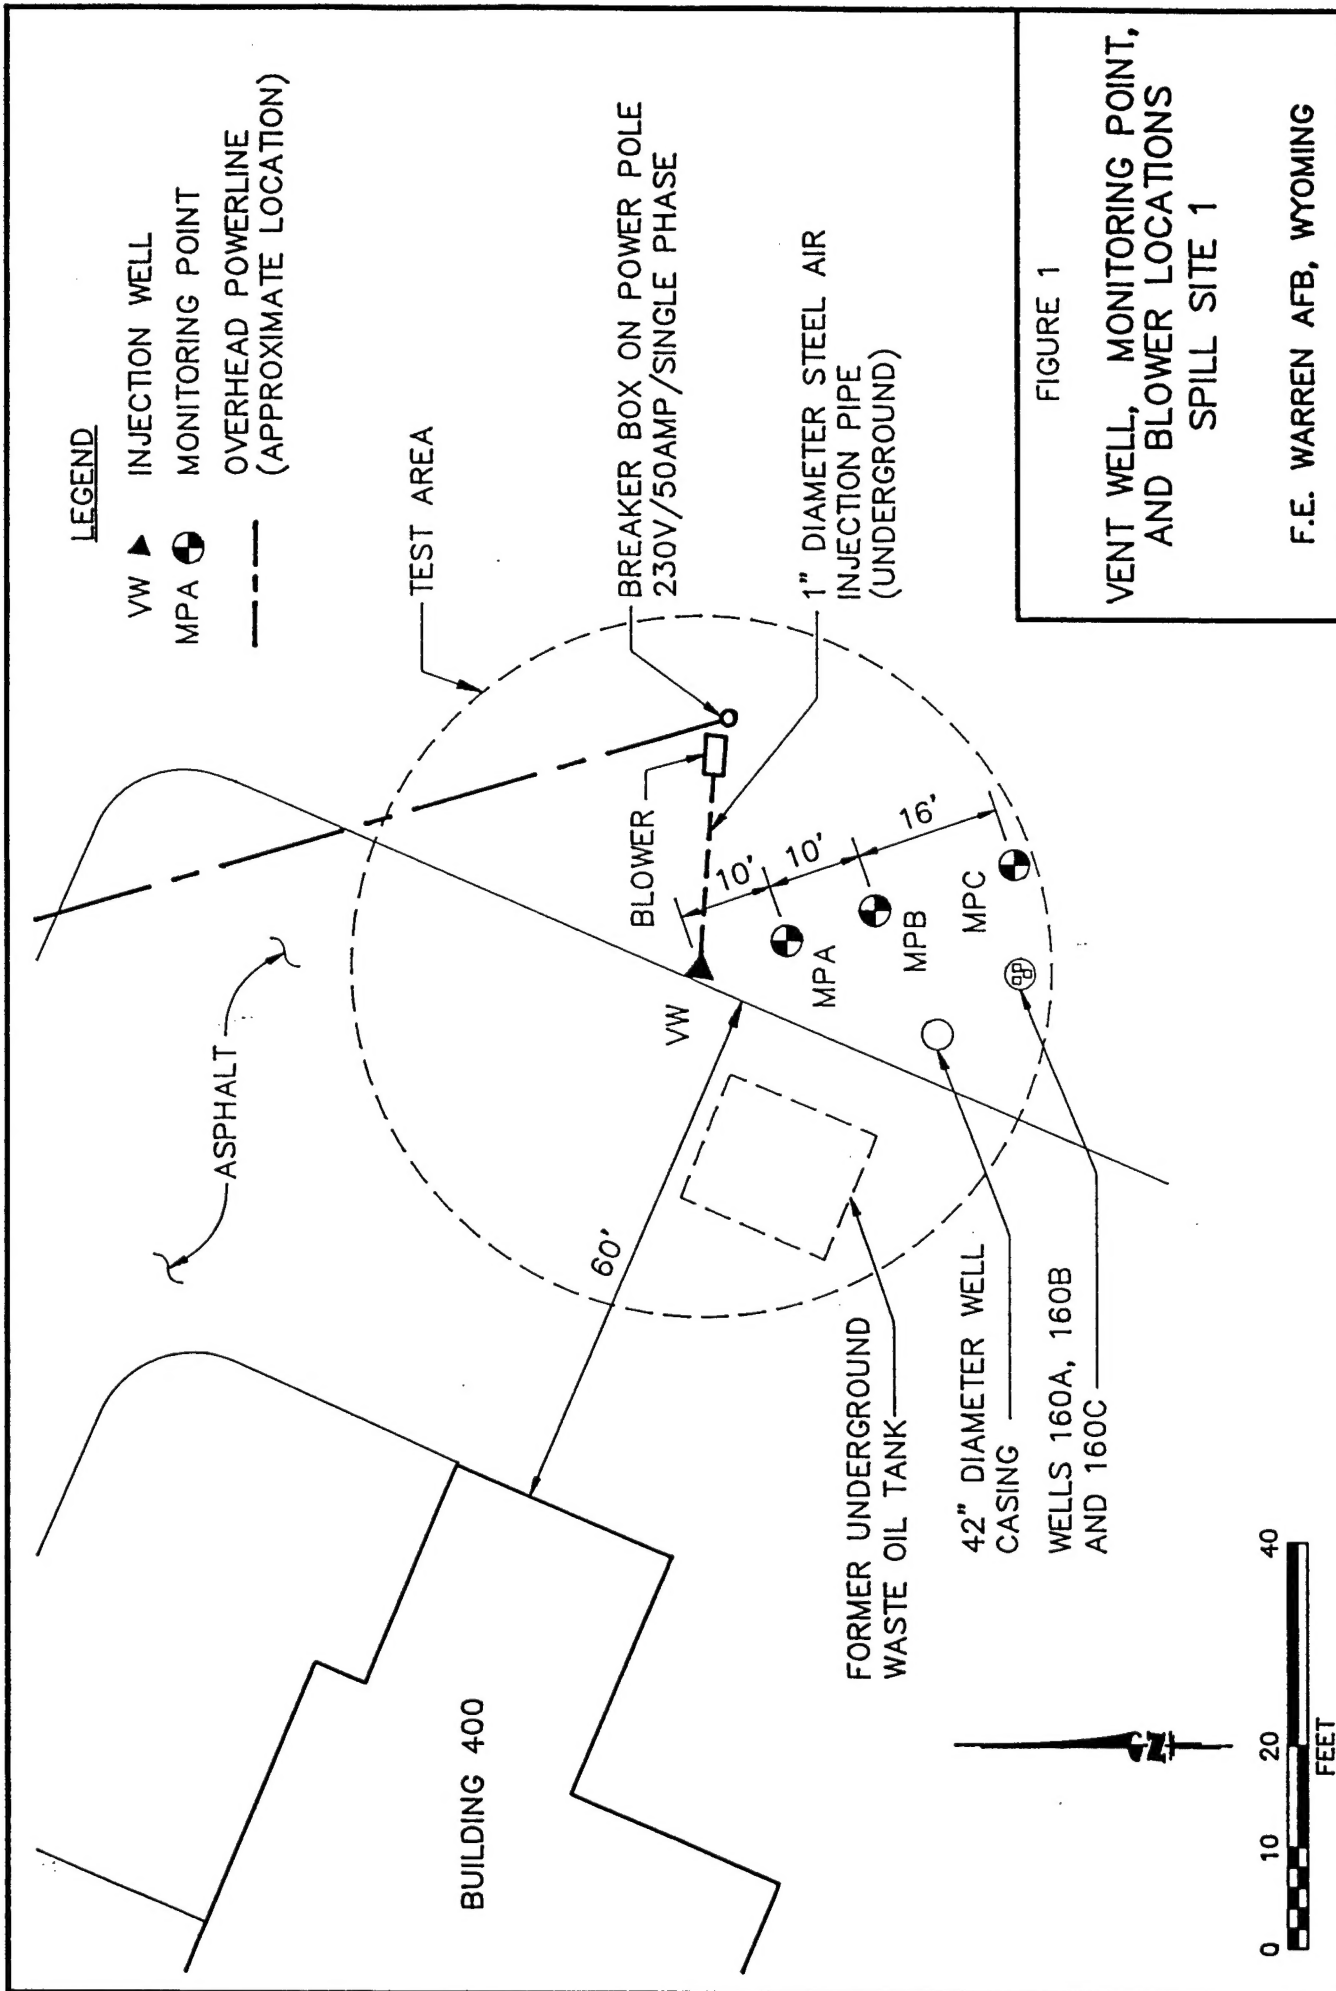 LEGEND
VW INJECTION WELL
MPA MONITORING POINT
OVERHEAD POWERLINE
(APPROXIMATE LOCATION)
ASPHALT
TEST AREA
BREAKER BOX ON POWER POLE
230V/50AMP/SINGLE PHASE
BLOWER
1" DIAMETER STEEL AIR
INJECTION PIPE
(UNDERGROUND)
BUILDING 400
60'
VW
10'
10'
16'
MPA
MPB
MPC
FORMER UNDERGROUND
WASTE OIL TANK
42" DIAMETER WELL
CASING
WELLS 160A, 160B
AND 160C
N
0 10 20 40
FEET
FIGURE 1
VENT WELL, MONITORING POINT,
AND BLOWER LOCATIONS
SPILL SITE 1
F.E. WARREN AFB, WYOMING